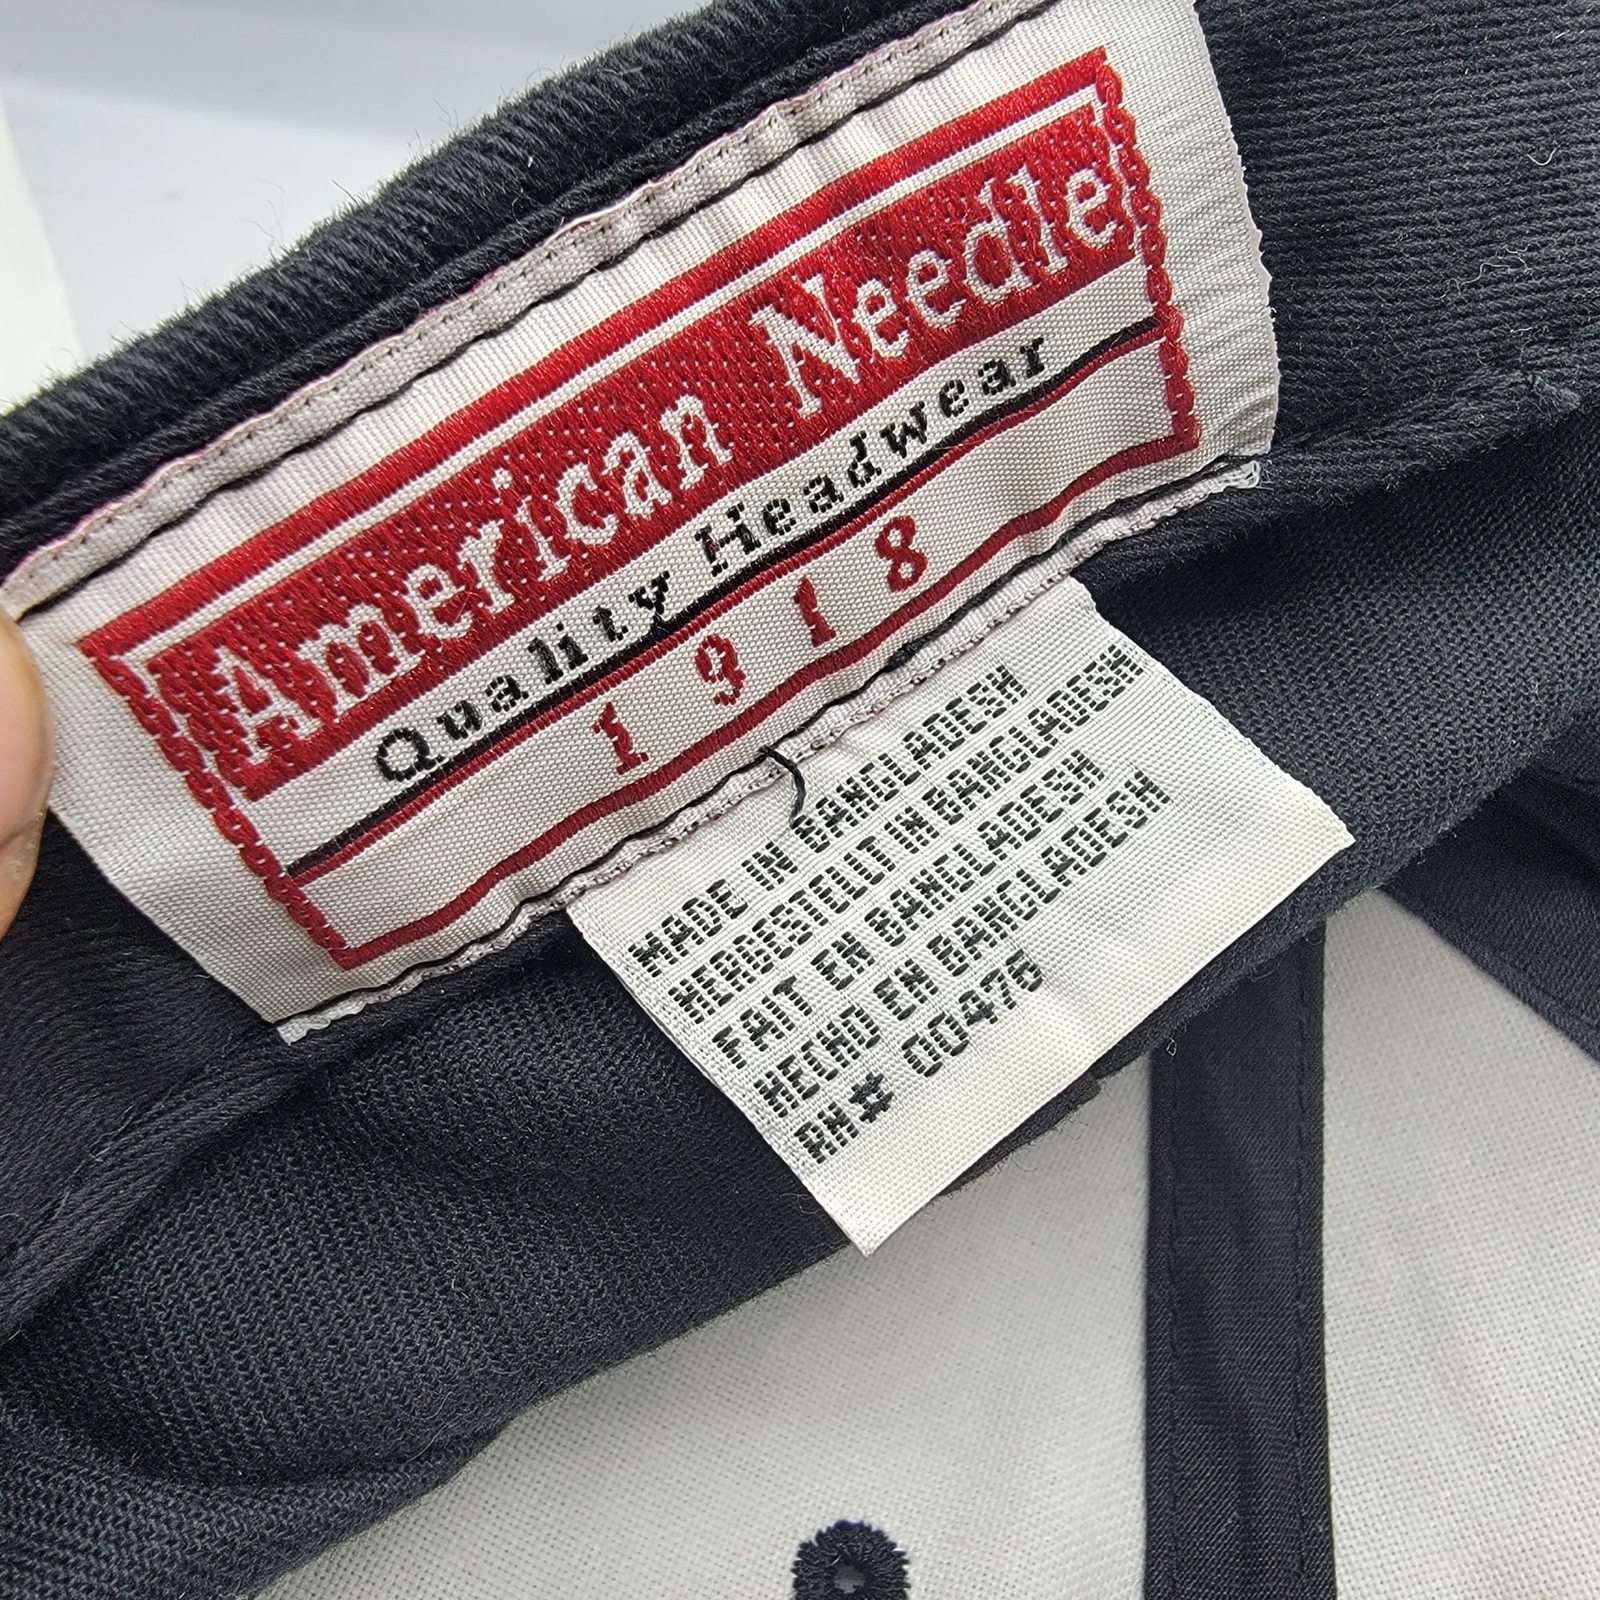 American Needle
Quality Headwear
1918
MADE IN BANGLADESH
HERGESTELLT IN BANGLADESH
FAIT EN BANGLADESH
HECHO EN BANGLADESH
RN# 00476